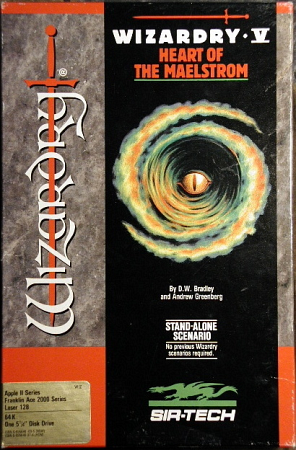 WIZARDRY · V
HEART OF
THE MAELSTROM
Wizardry
®
By D.W. Bradley
and Andrew Greenberg
STAND-ALONE
SCENARIO
No previous Wizardry
scenarios required.
SIR-TECH
Apple II Series
Franklin Ace 2000 Series
Laser 128
64K
One 5¼" Disk Drive